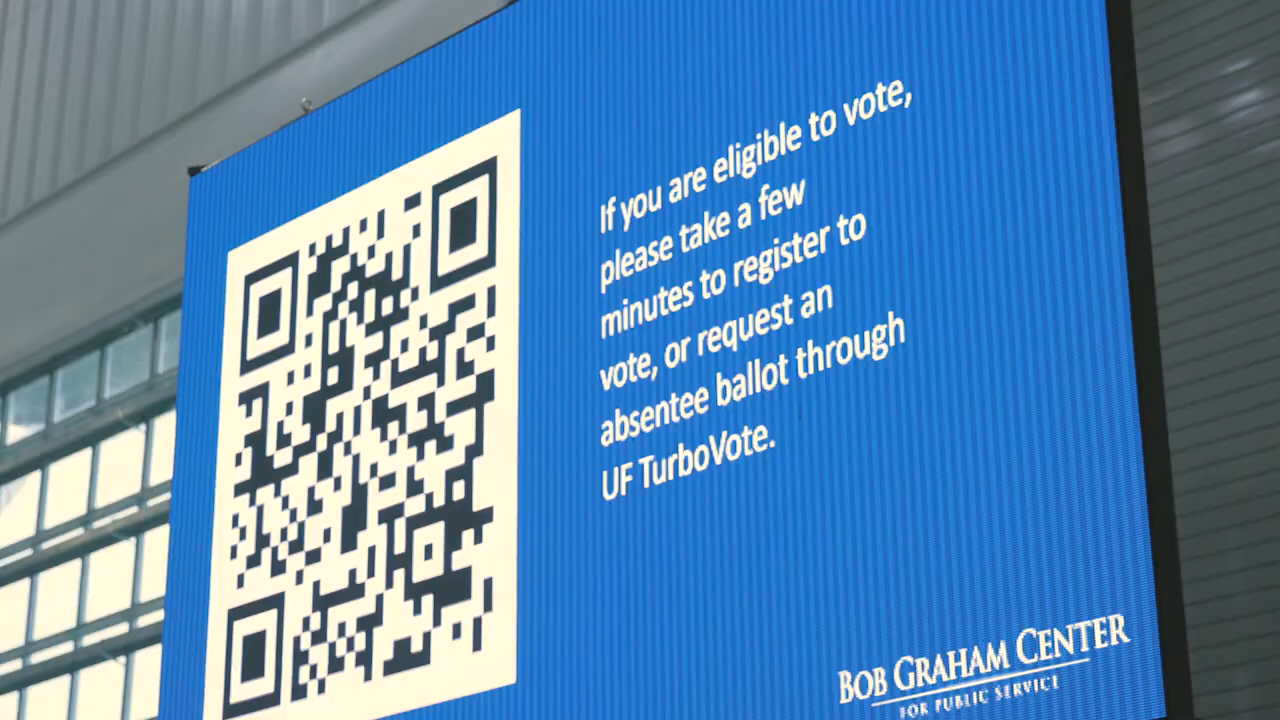 If you are eligible to vote,
please take a few
minutes to register to
vote, or request an
absentee ballot through
UF TurboVote.
BOB GRAHAM CENTER
FOR PUBLIC SERVICE